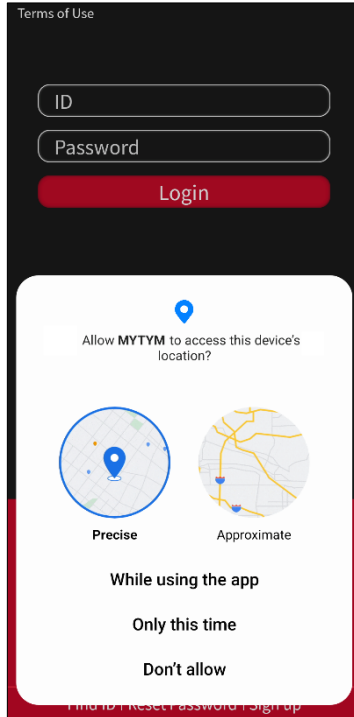 Terms of Use
ID
Password
Login
Allow MYTYM to access this device's
location?
Precise
Approximate
While using the app
Only this time
Don't allow
Find ID | Reset Password | Sign up